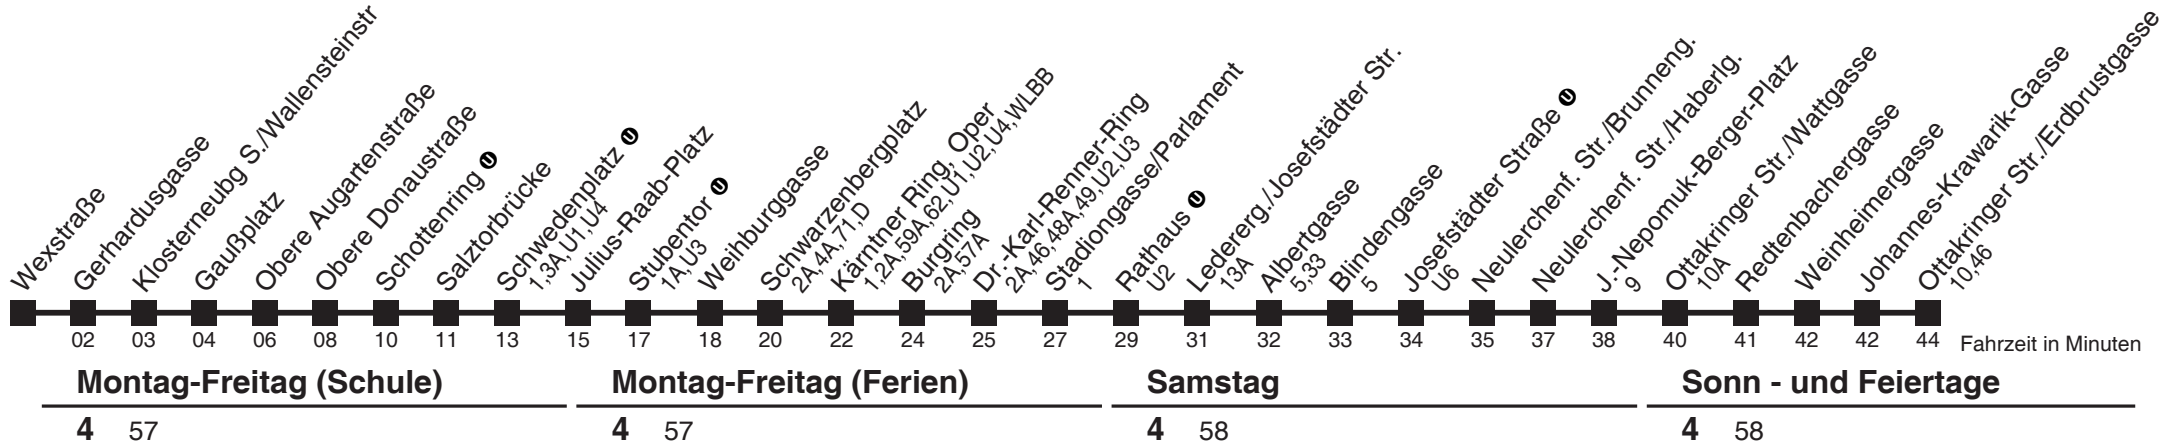 Wexstraße
Gerhardusgasse
Klosterneubg S./Wallensteinstr
Gaußplatz
Obere Augartenstraße
Obere Donaustraße
Schottenring U
Salztorbrücke
Schwedenplatz U
1,3A,U1,U4
Julius-Raab-Platz
Stubentor U
1A,U3
Weihburggasse
Schwarzenbergplatz
2A,4A,71,D
Kärntner Ring, Oper
1,2A,59A,62,U1,U2,U4,WLBB
Burgring
2A,57A
Dr.-Karl-Renner-Ring
2A,46,48A,49,U2,U3
Stadiongasse/Parlament
1
Rathaus U
U2
Ledererg./Josefstädter Str.
13A
Albertgasse
5,33
Blindengasse
5
Josefstädter Straße U
U6
Neulerchenf. Str./Brunneng.
Neulerchenf. Str./Haberlg.
J.-Nepomuk-Berger-Platz
9
Ottakringer Str./Wattgasse
10A
Redtenbachergasse
Weinheimergasse
Johannes-Krawarik-Gasse
Ottakringer Str./Erdbrustgasse
10,46
02 03 04 06 08 10 11 13 15 17 18 20 22 24 25 27 29 31 32 33 34 35 37 38 40 41 42 42 44 Fahrzeit in Minuten
Montag-Freitag (Schule) Montag-Freitag (Ferien) Samstag Sonn - und Feiertage
4 57 4 57 4 58 4 58